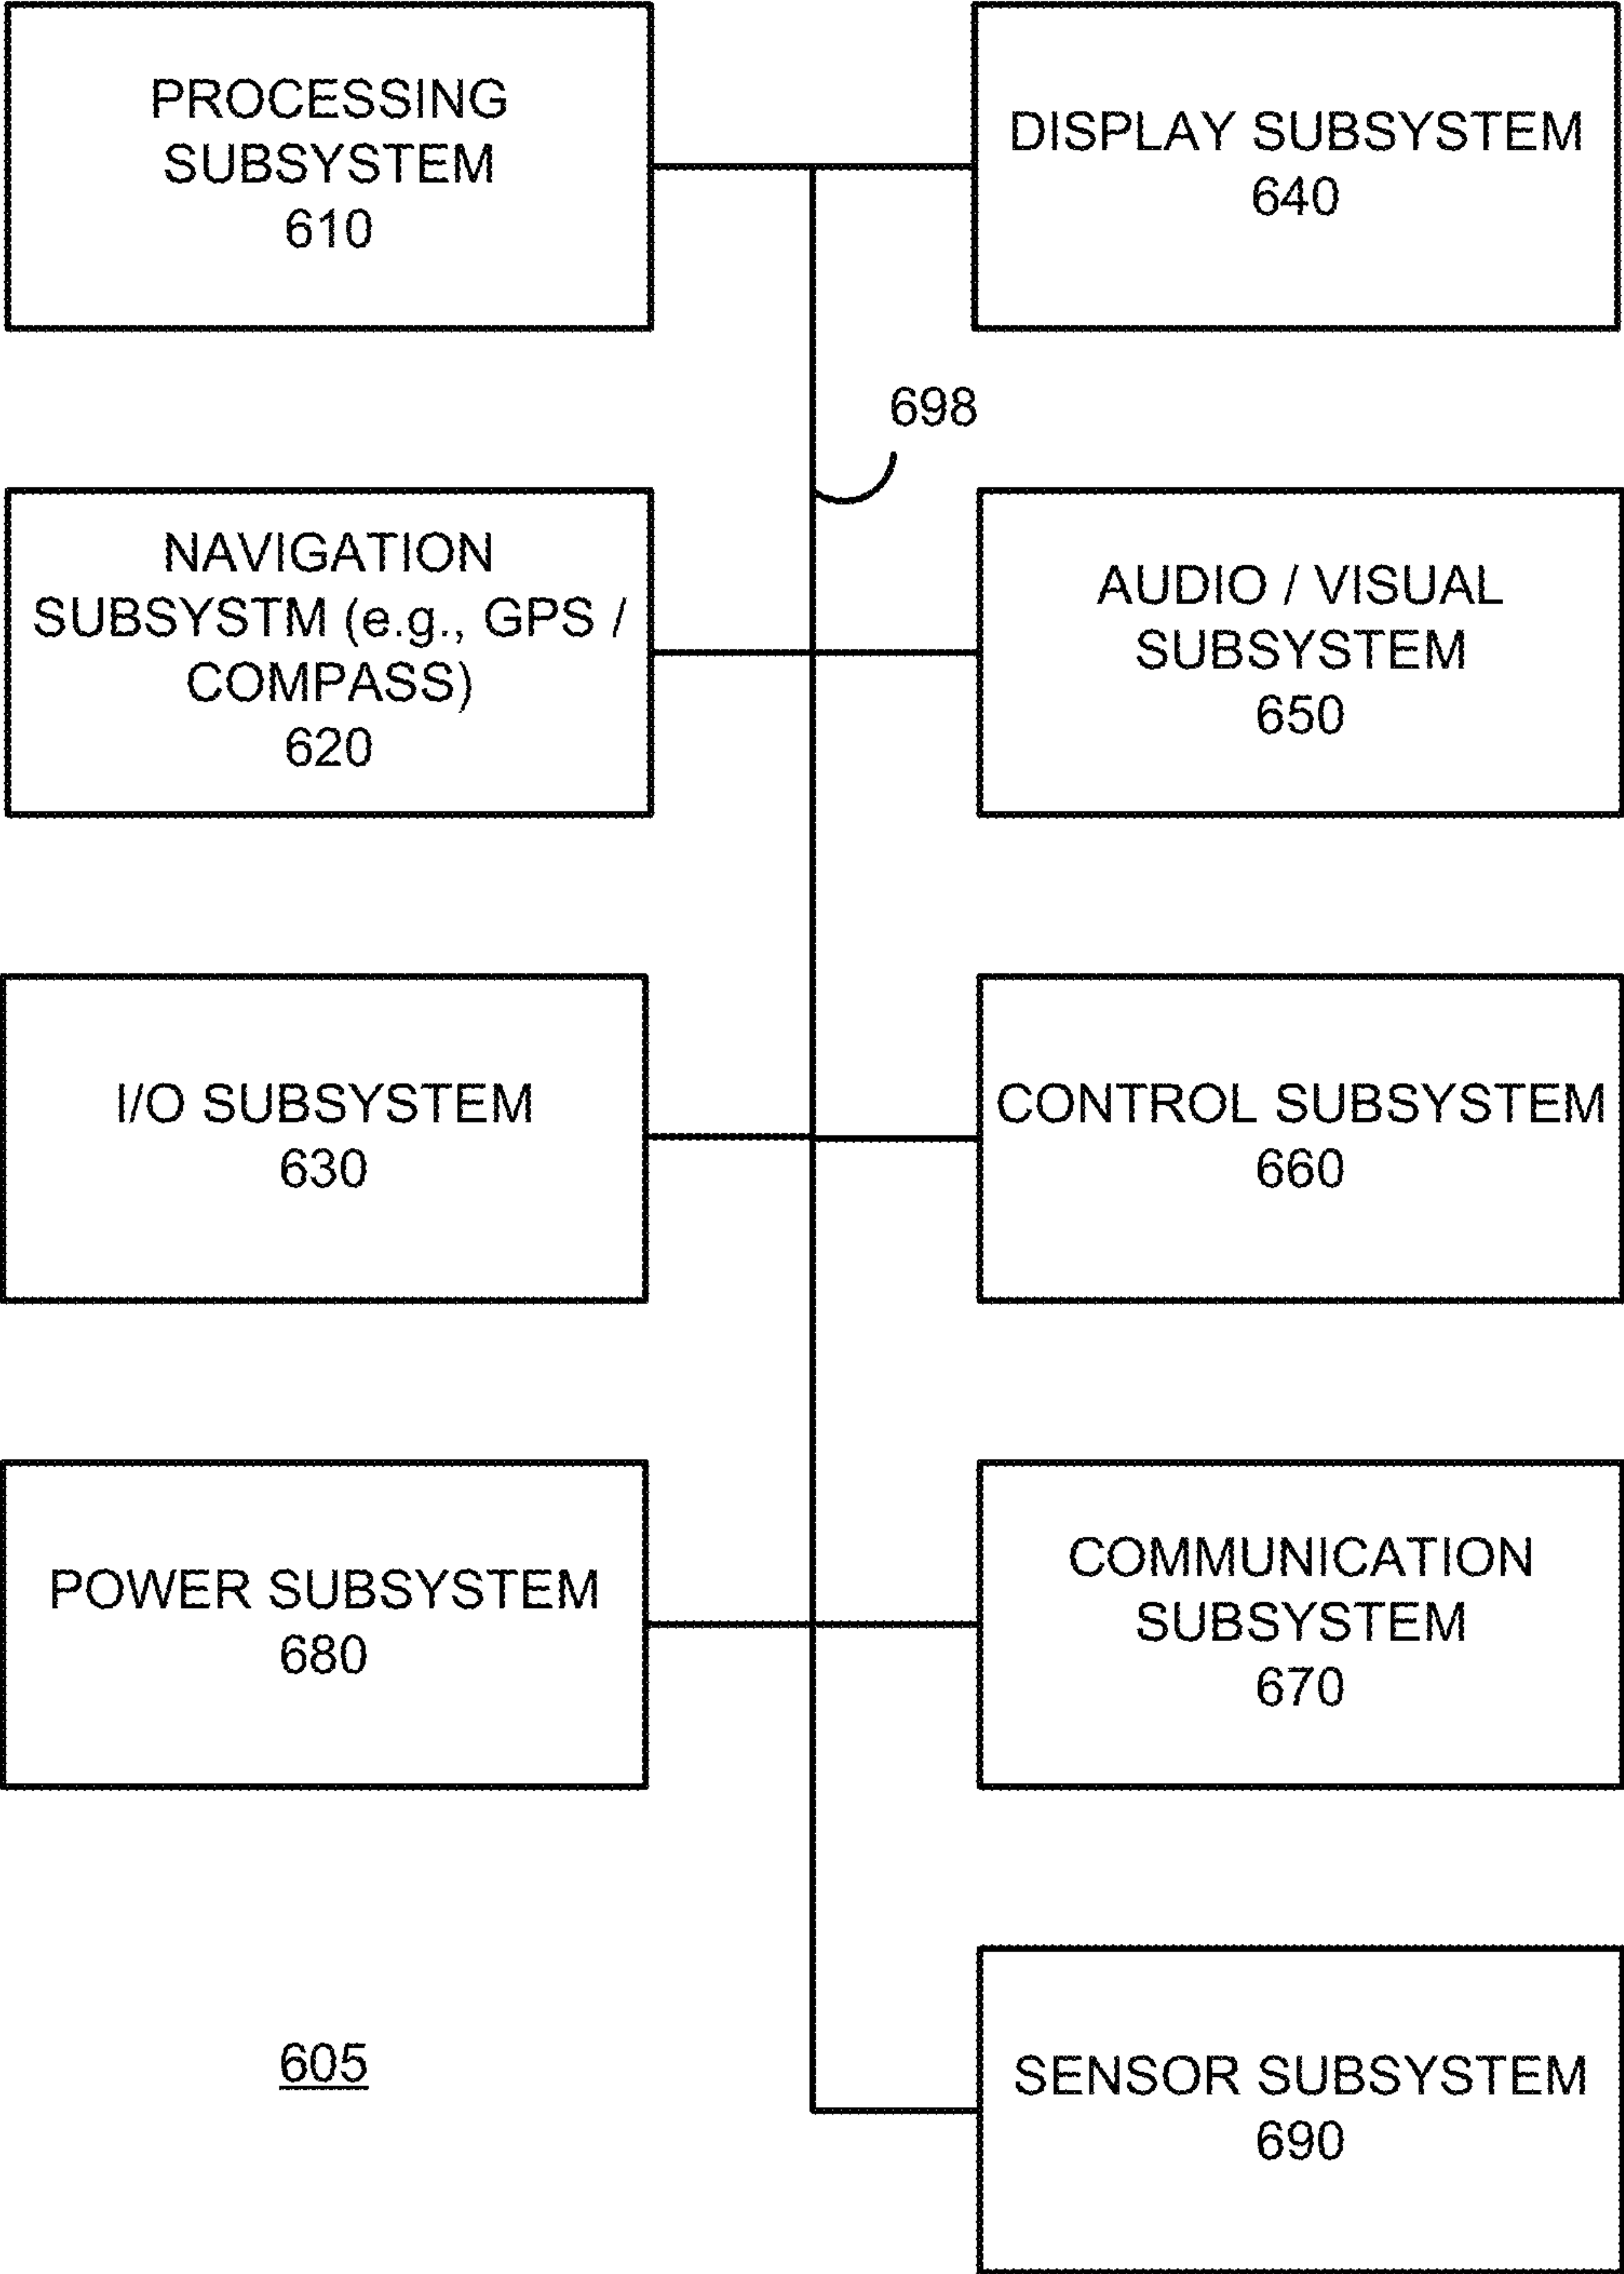 PROCESSING
SUBSYSTEM
610
DISPLAY SUBSYSTEM
640
698
NAVIGATION
SUBSYSTM (e.g., GPS /
COMPASS)
620
AUDIO / VISUAL
SUBSYSTEM
650
I/O SUBSYSTEM
630
CONTROL SUBSYSTEM
660
POWER SUBSYSTEM
680
COMMUNICATION
SUBSYSTEM
670
605
SENSOR SUBSYSTEM
690